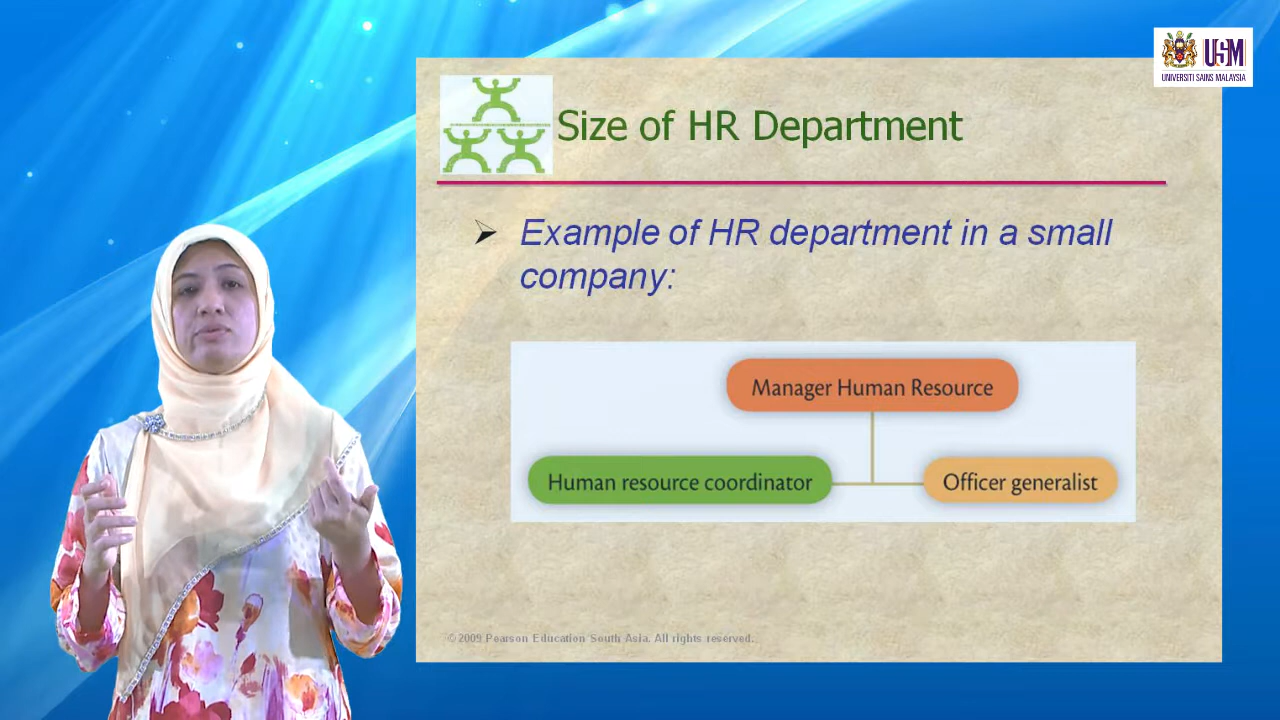 USM
UNIVERSITI SAINS MALAYSIA
Size of HR Department
Example of HR department in a small
company:
Manager Human Resource
Human resource coordinator
Officer generalist
©2009 Pearson Education South Asia. All rights reserved.